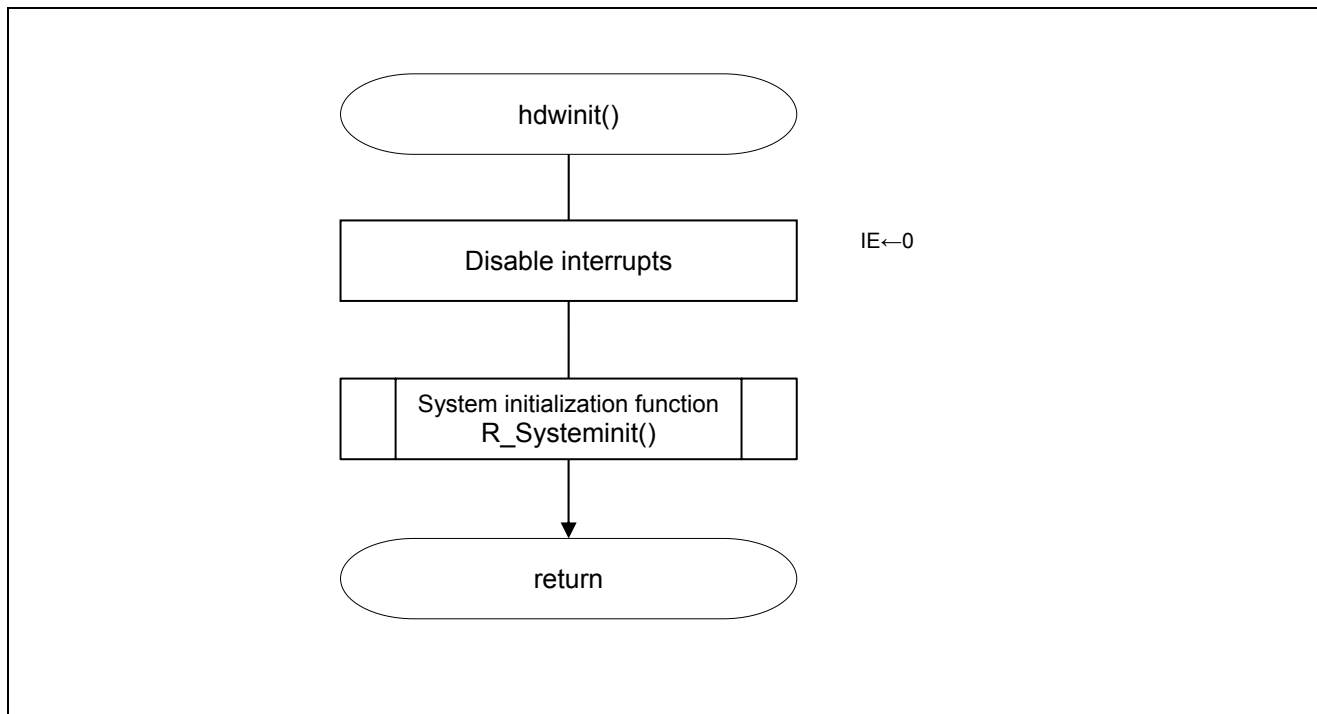 hdwinit()
Disable interrupts
IE←0
System initialization function
R_Systeminit()
return